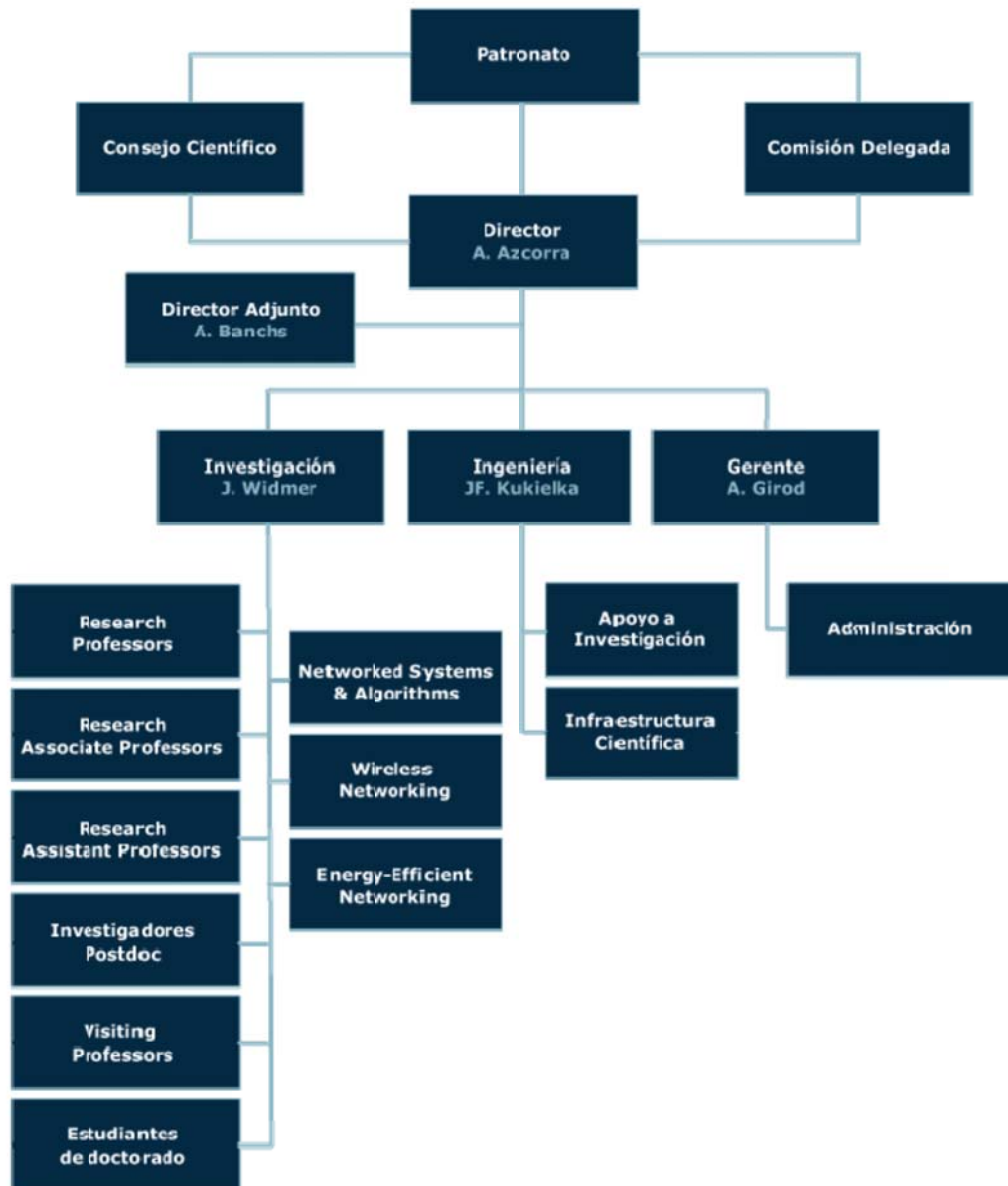 Patronato
Consejo Científico
Comisión Delegada
Director
A. Azcorra
Director Adjunto
A. Banchs
Investigación
J. Widmer
Ingeniería
JF. Kukielka
Gerente
A. Girod
Research
Professors
Research
Associate Professors
Research
Assistant Professors
Investigadores
Postdoc
Visiting
Professors
Estudiantes
de doctorado
Networked Systems
& Algorithms
Wireless
Networking
Energy-Efficient
Networking
Apoyo a
Investigación
Infraestructura
Científica
Administración